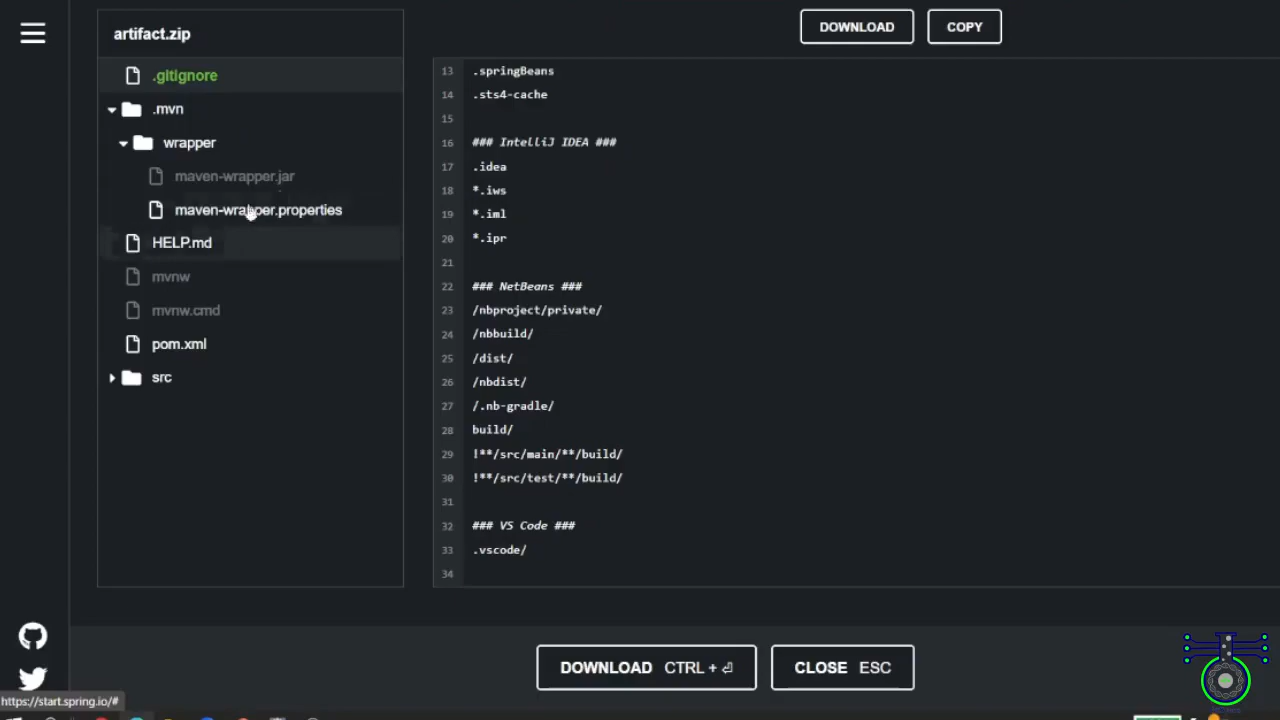 artifact.zip
DOWNLOAD
COPY
.gitignore
.mvn
wrapper
maven-wrapper.jar
maven-wrapper.properties
HELP.md
mvnw
mvnw.cmd
pom.xml
src
13 .springBeans
14 .sts4-cache
15
16 ### IntelliJ IDEA ###
17 .idea
18 *.iws
19 *.iml
20 *.ipr
21
22 ### NetBeans ###
23 /nbproject/private/
24 /nbbuild/
25 /dist/
26 /nbdist/
27 /.nb-gradle/
28 build/
29 !**/src/main/**/build/
30 !**/src/test/**/build/
31
32 ### VS Code ###
33 .vscode/
34
DOWNLOAD CTRL + ⏎
CLOSE ESC
https://start.spring.io/#